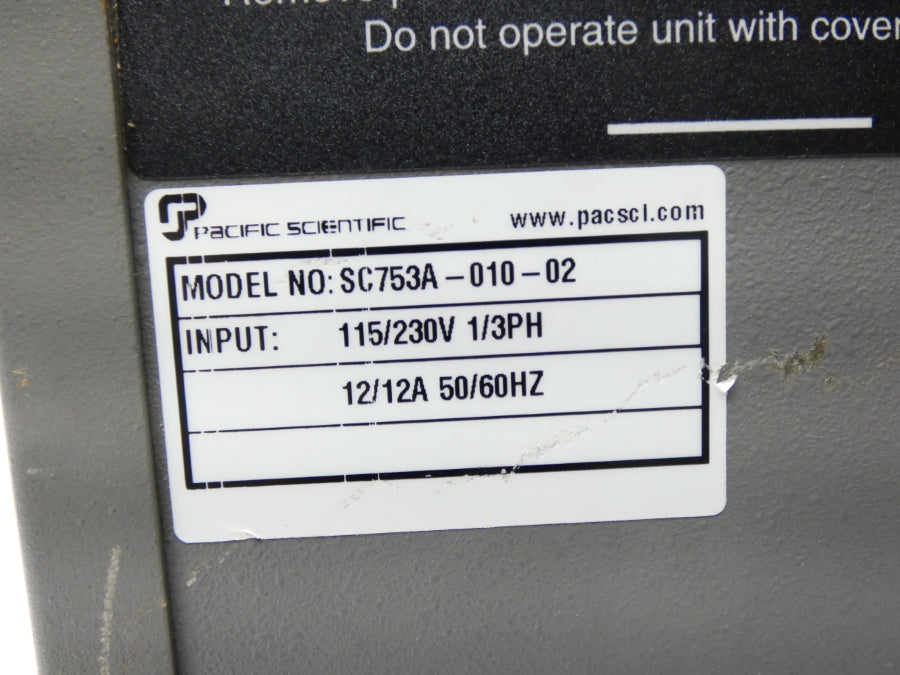 Do not operate unit with cover
PACIFIC SCIENTIFIC
www.pacsci.com
MODEL NO: SC753A-010-02
INPUT: 115/230V 1/3PH
12/12A 50/60HZ